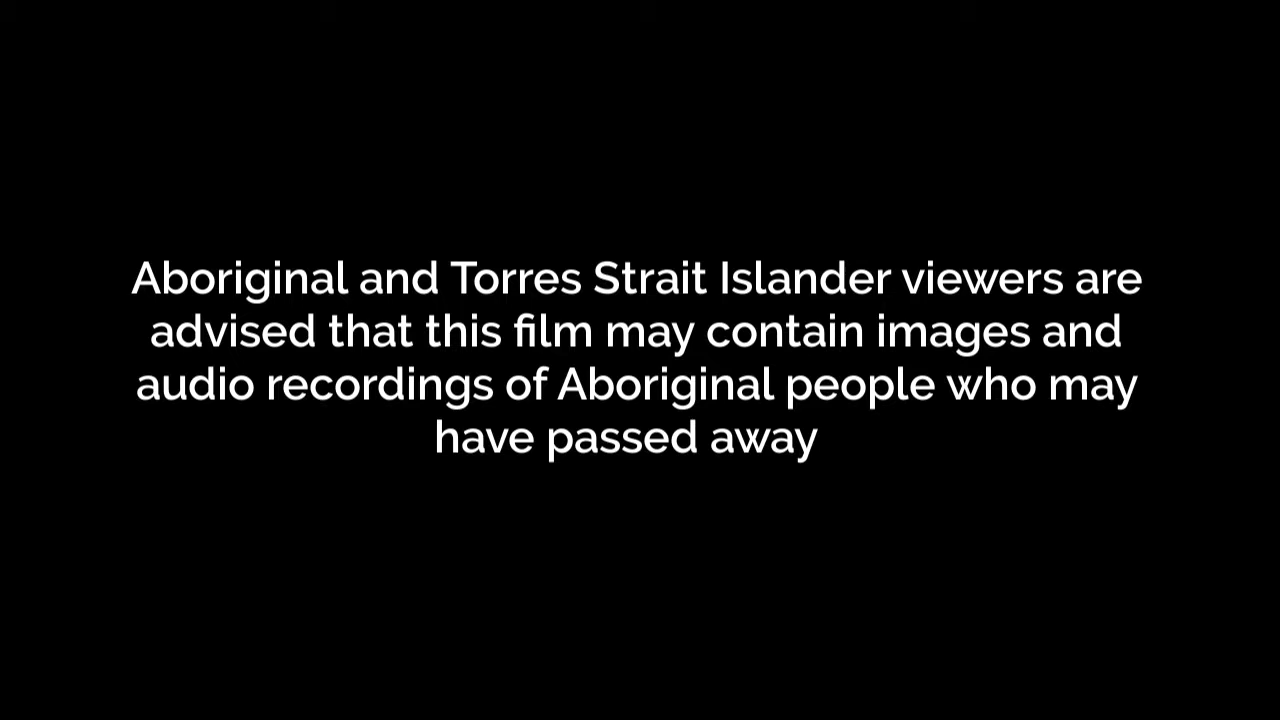 Aboriginal and Torres Strait Islander viewers are
advised that this film may contain images and
audio recordings of Aboriginal people who may
have passed away